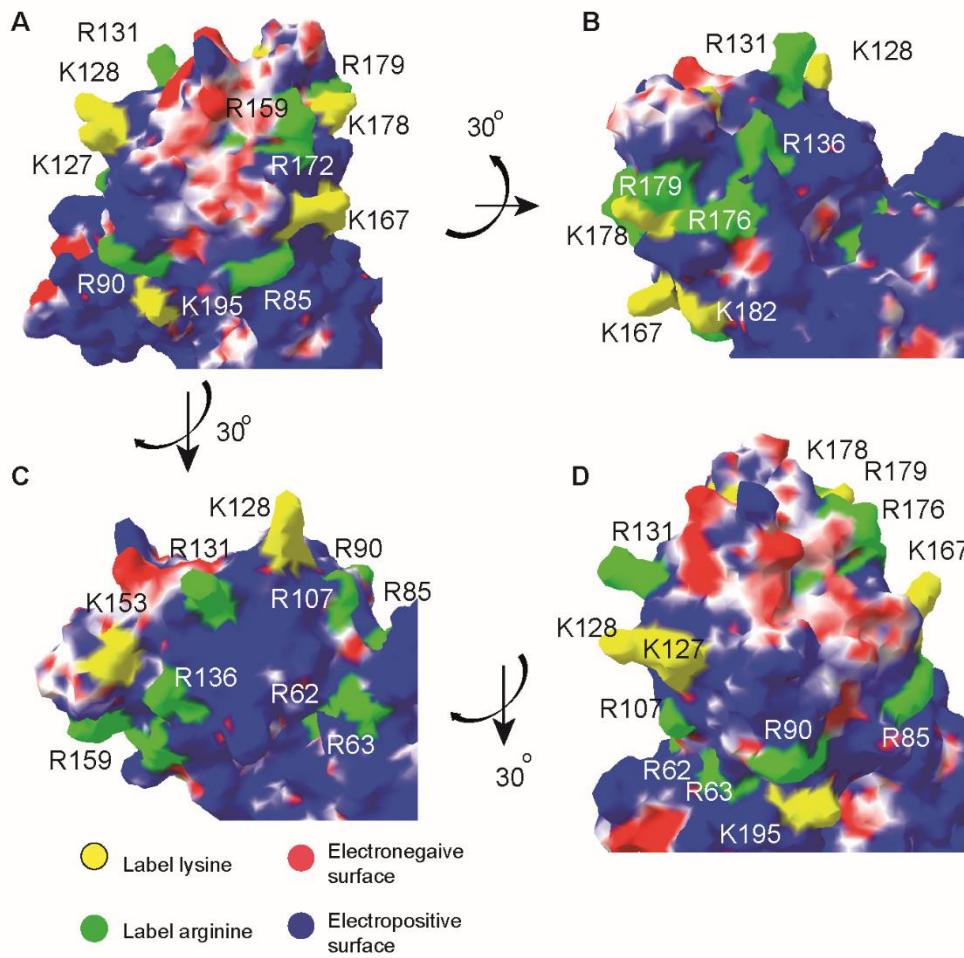 A
R131
K128
R179
R159
K178
K127
R172
K167
R90
K195
R85
30°
B
R131
K128
R136
R179
R176
K178
K167
K182
30°
C
K128
R131
R90
R107
R85
K153
R136
R62
R63
R159
30°
D
K178
R179
R176
R131
K167
K128
K127
R107
R90
R85
R62
R63
K195
Label lysine
Electronegaive
surface
Label arginine
Electropositive
surface